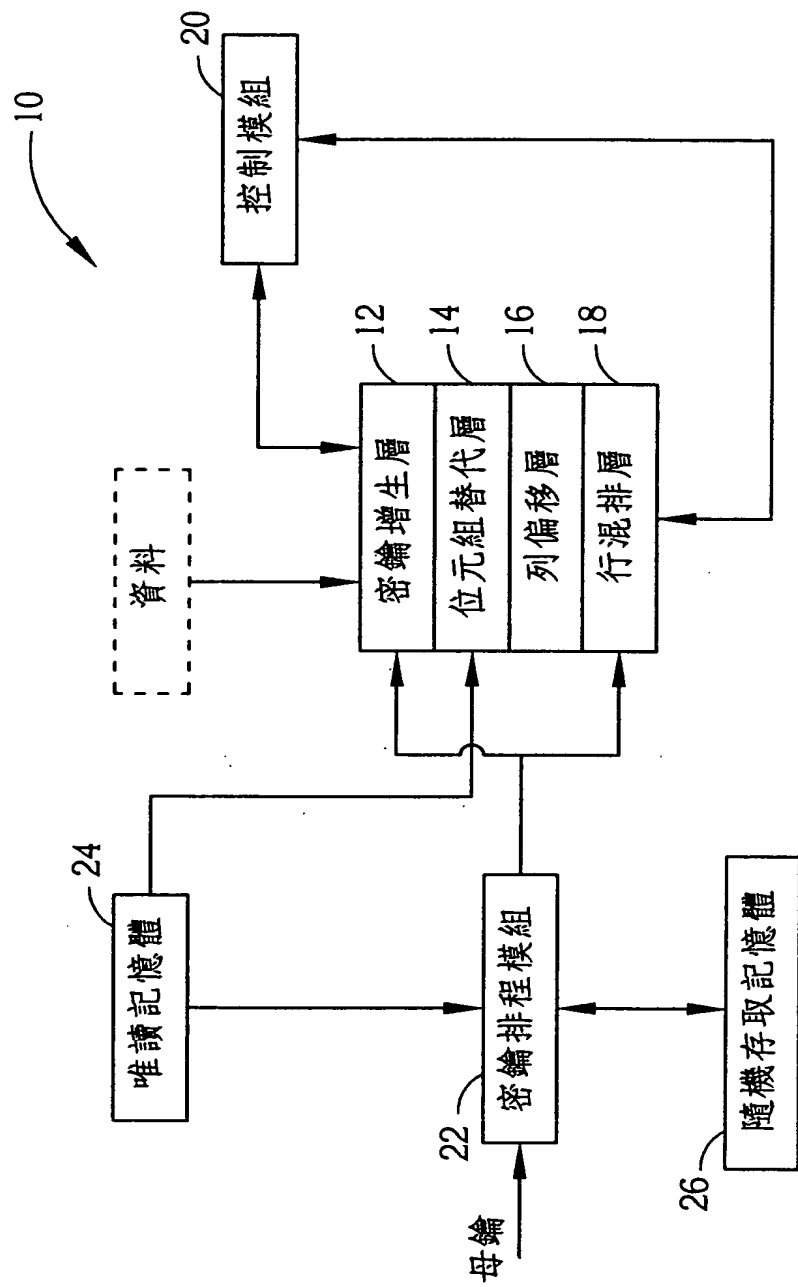 10
20
控制模組
資料
12
密鑰增生層
14
位元組替代層
16
列偏移層
18
行混排層
24
唯讀記憶體
22
密鑰排程模組
母鑰
26
隨機存取記憶體